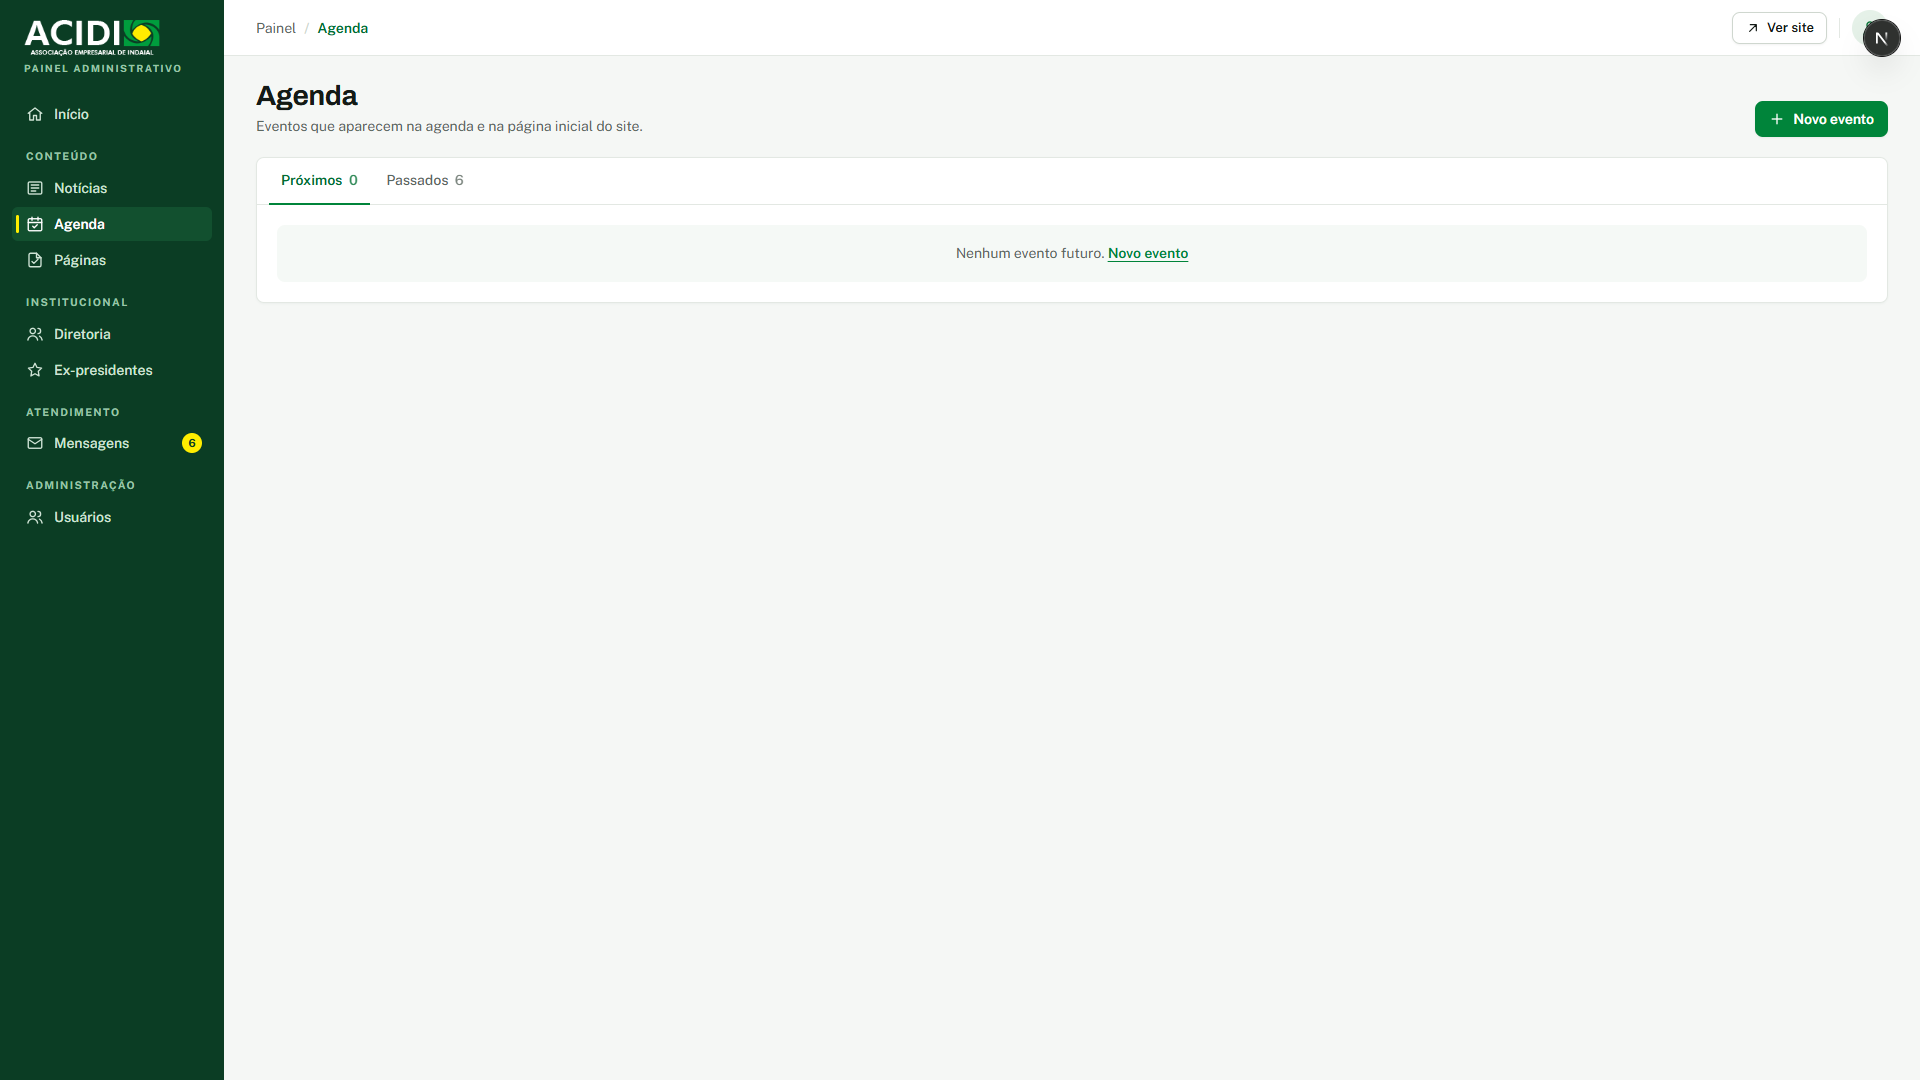 ACIDI
ASSOCIAÇÃO EMPRESARIAL DE INDAIAL
PAINEL ADMINISTRATIVO
Início
CONTEÚDO
Notícias
Agenda
Páginas
INSTITUCIONAL
Diretoria
Ex-presidentes
ATENDIMENTO
Mensagens 6
ADMINISTRAÇÃO
Usuários
Painel / Agenda
Ver site
N
Agenda
Eventos que aparecem na agenda e na página inicial do site.
+ Novo evento
Próximos 0 Passados 6
Nenhum evento futuro. Novo evento